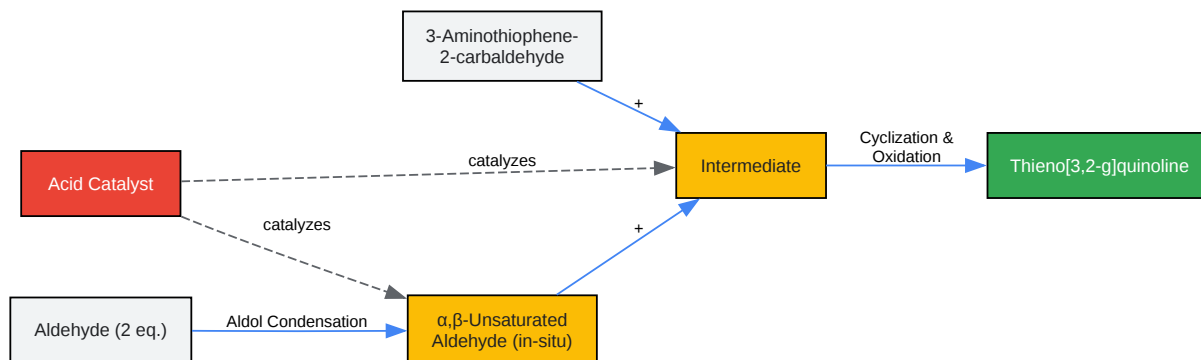 3-Aminothiophene-
2-carbaldehyde
+
Cyclization &
Oxidation
Acid Catalyst
catalyzes
Intermediate
Thieno[3,2-g]quinoline
catalyzes
+
Aldehyde (2 eq.)
Aldol Condensation
α,β-Unsaturated
Aldehyde (in-situ)